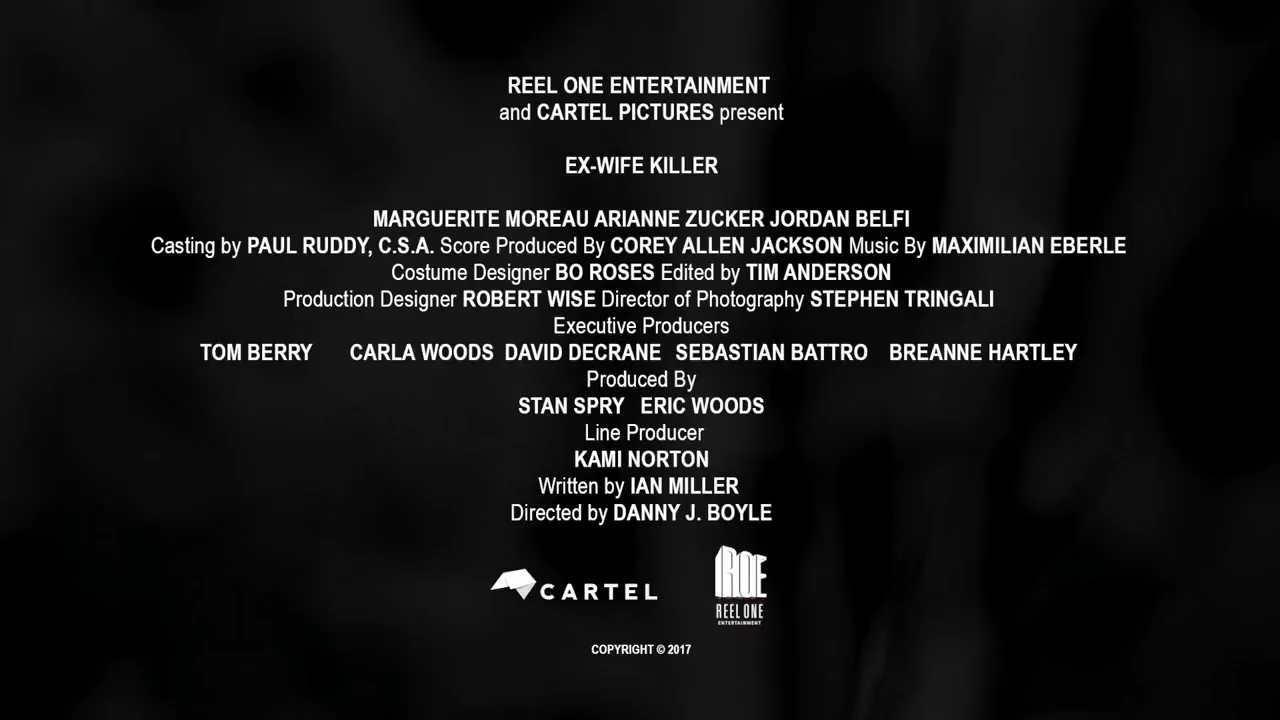 REEL ONE ENTERTAINMENT
and CARTEL PICTURES present
EX-WIFE KILLER
MARGUERITE MOREAU ARIANNE ZUCKER JORDAN BELFI
Casting by PAUL RUDDY, C.S.A. Score Produced By COREY ALLEN JACKSON Music By MAXIMILIAN EBERLE
Costume Designer BO ROSES Edited by TIM ANDERSON
Production Designer ROBERT WISE Director of Photography STEPHEN TRINGALI
Executive Producers
TOM BERRY CARLA WOODS DAVID DECRANE SEBASTIAN BATTRO BREANNE HARTLEY
Produced By
STAN SPRY ERIC WOODS
Line Producer
KAMI NORTON
Written by IAN MILLER
Directed by DANNY J. BOYLE
CARTEL
ROE
REEL ONE
ENTERTAINMENT
COPYRIGHT © 2017